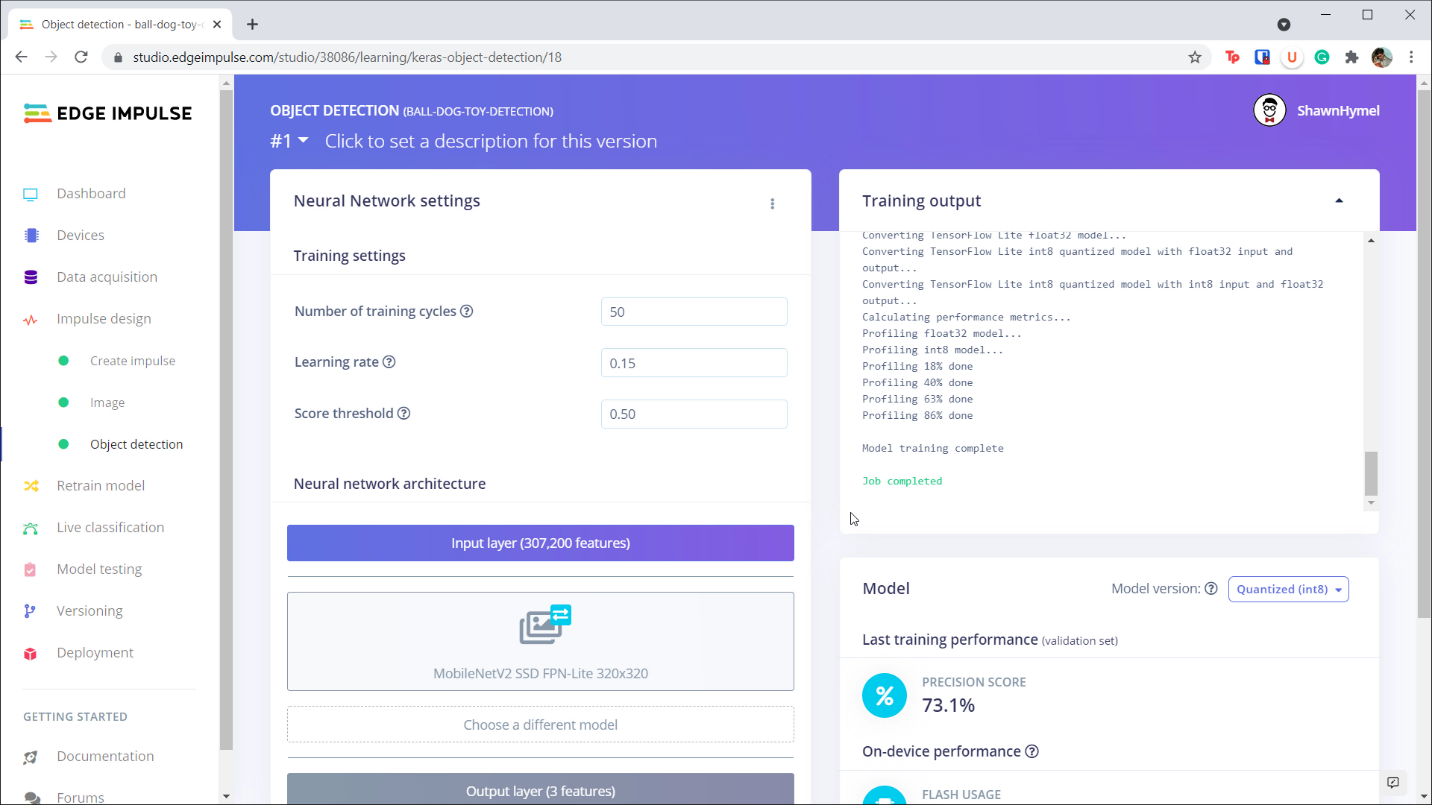 Object detection - ball-dog-toy-
studio.edgeimpulse.com/studio/38086/learning/keras-object-detection/18
EDGE IMPULSE
Dashboard
Devices
Data acquisition
Impulse design
Create impulse
Image
Object detection
Retrain model
Live classification
Model testing
Versioning
Deployment
GETTING STARTED
Documentation
Forums
OBJECT DETECTION (BALL-DOG-TOY-DETECTION)
#1 Click to set a description for this version
ShawnHymel
Neural Network settings
Training settings
Number of training cycles ? 50
Learning rate ? 0.15
Score threshold ? 0.50
Neural network architecture
Input layer (307,200 features)
MobileNetV2 SSD FPN-Lite 320x320
Choose a different model
Output layer (3 features)
Training output
Converting TensorFlow Lite float32 model...
Converting TensorFlow Lite int8 quantized model with float32 input and
output...
Converting TensorFlow Lite int8 quantized model with int8 input and float32
output...
Calculating performance metrics...
Profiling float32 model...
Profiling int8 model...
Profiling 18% done
Profiling 40% done
Profiling 63% done
Profiling 86% done
Model training complete
Job completed
Model
Model version: ? Quantized (int8)
Last training performance (validation set)
% PRECISION SCORE
73.1%
On-device performance ?
FLASH USAGE